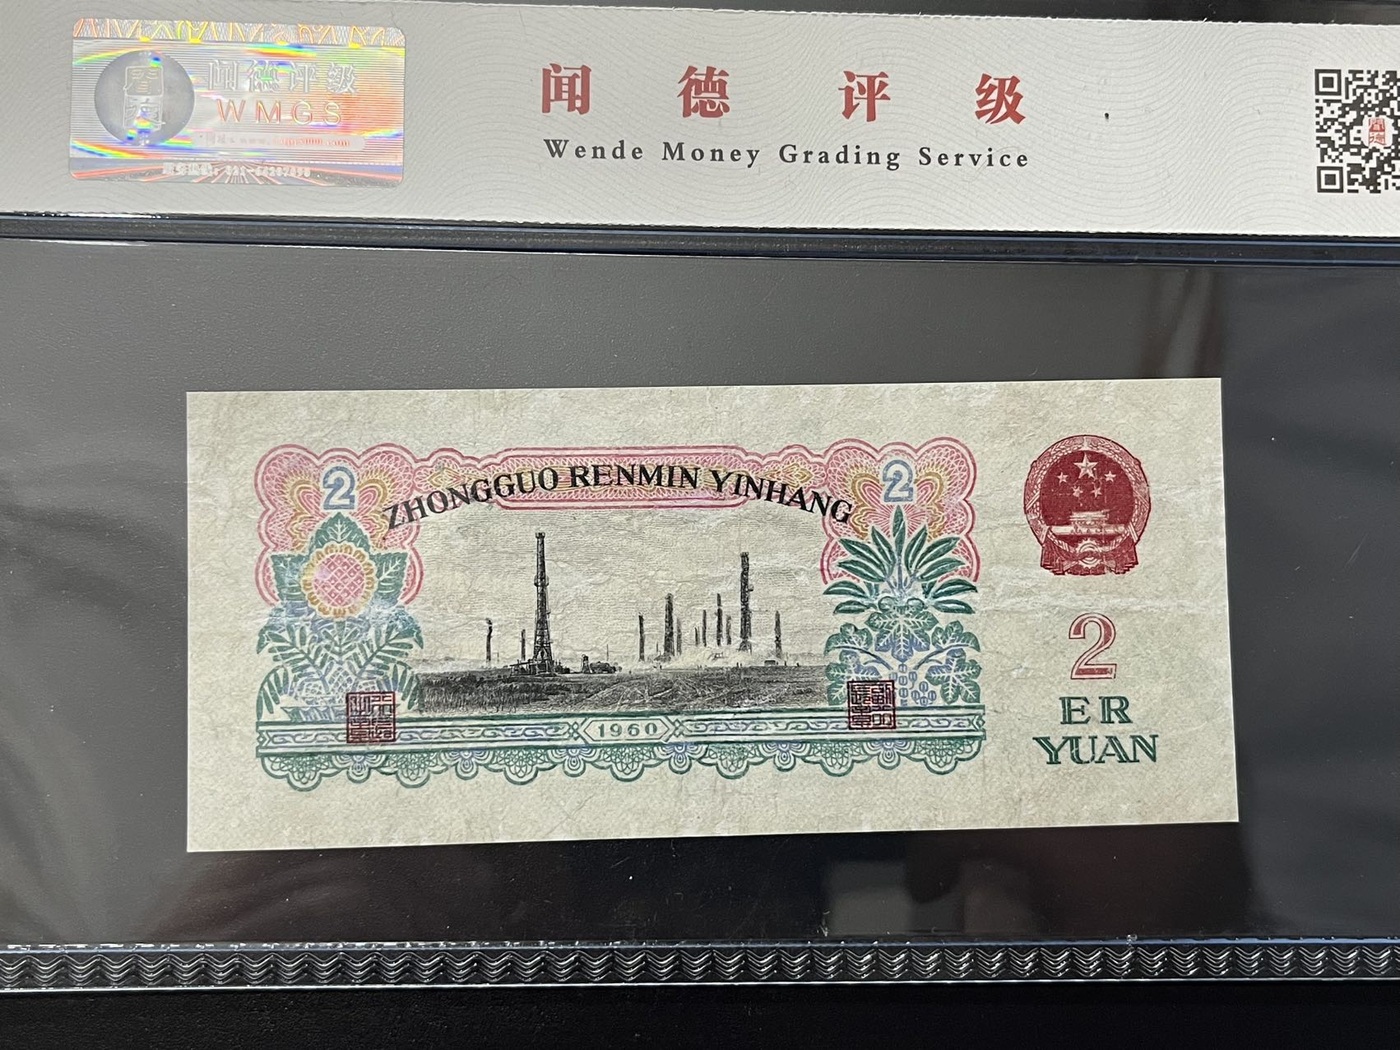 闻德评级
WMGS
闻德评级
Wende Money Grading Service
ZHONGGUO RENMIN YINHANG
2
2
2
ER
YUAN
1960